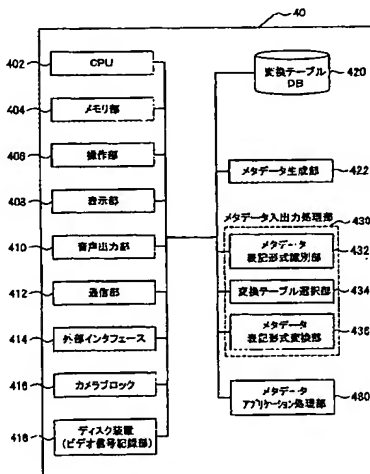 40
402
CPU
404
メモリ部
406
操作部
408
表示部
410
音声出力部
412
通信部
414
外部インタフェース
416
カメラブロック
418
ディスク装置
(ビデオ信号記録部)
変換テーブル
DB
420
メタデータ生成部
422
メタデータ入出力処理部
430
メタデータ
表記形式識別部
432
変換テーブル選択部
434
メタデータ
表記形式変換部
436
メタデータ
アプリケーション処理部
480